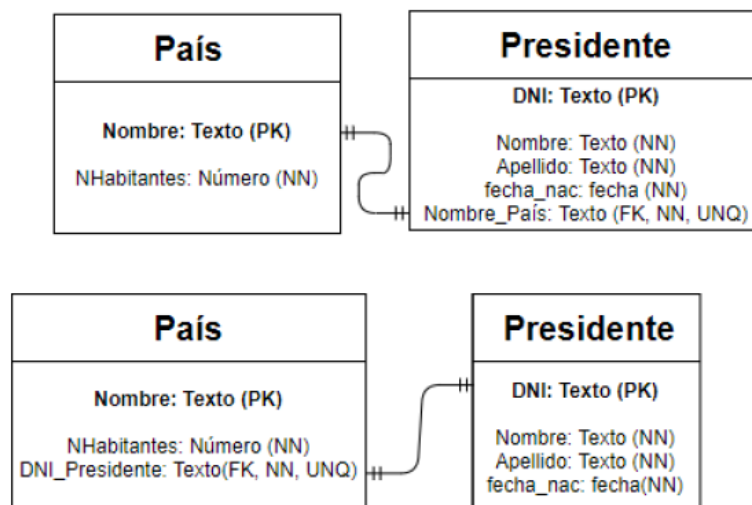 País
Nombre: Texto (PK)
NHabitantes: Número (NN)
Presidente
DNI: Texto (PK)
Nombre: Texto (NN)
Apellido: Texto (NN)
fecha_nac: fecha (NN)
Nombre_País: Texto (FK, NN, UNQ)
País
Nombre: Texto (PK)
NHabitantes: Número (NN)
DNI_Presidente: Texto(FK, NN, UNQ)
Presidente
DNI: Texto (PK)
Nombre: Texto (NN)
Apellido: Texto (NN)
fecha_nac: fecha(NN)